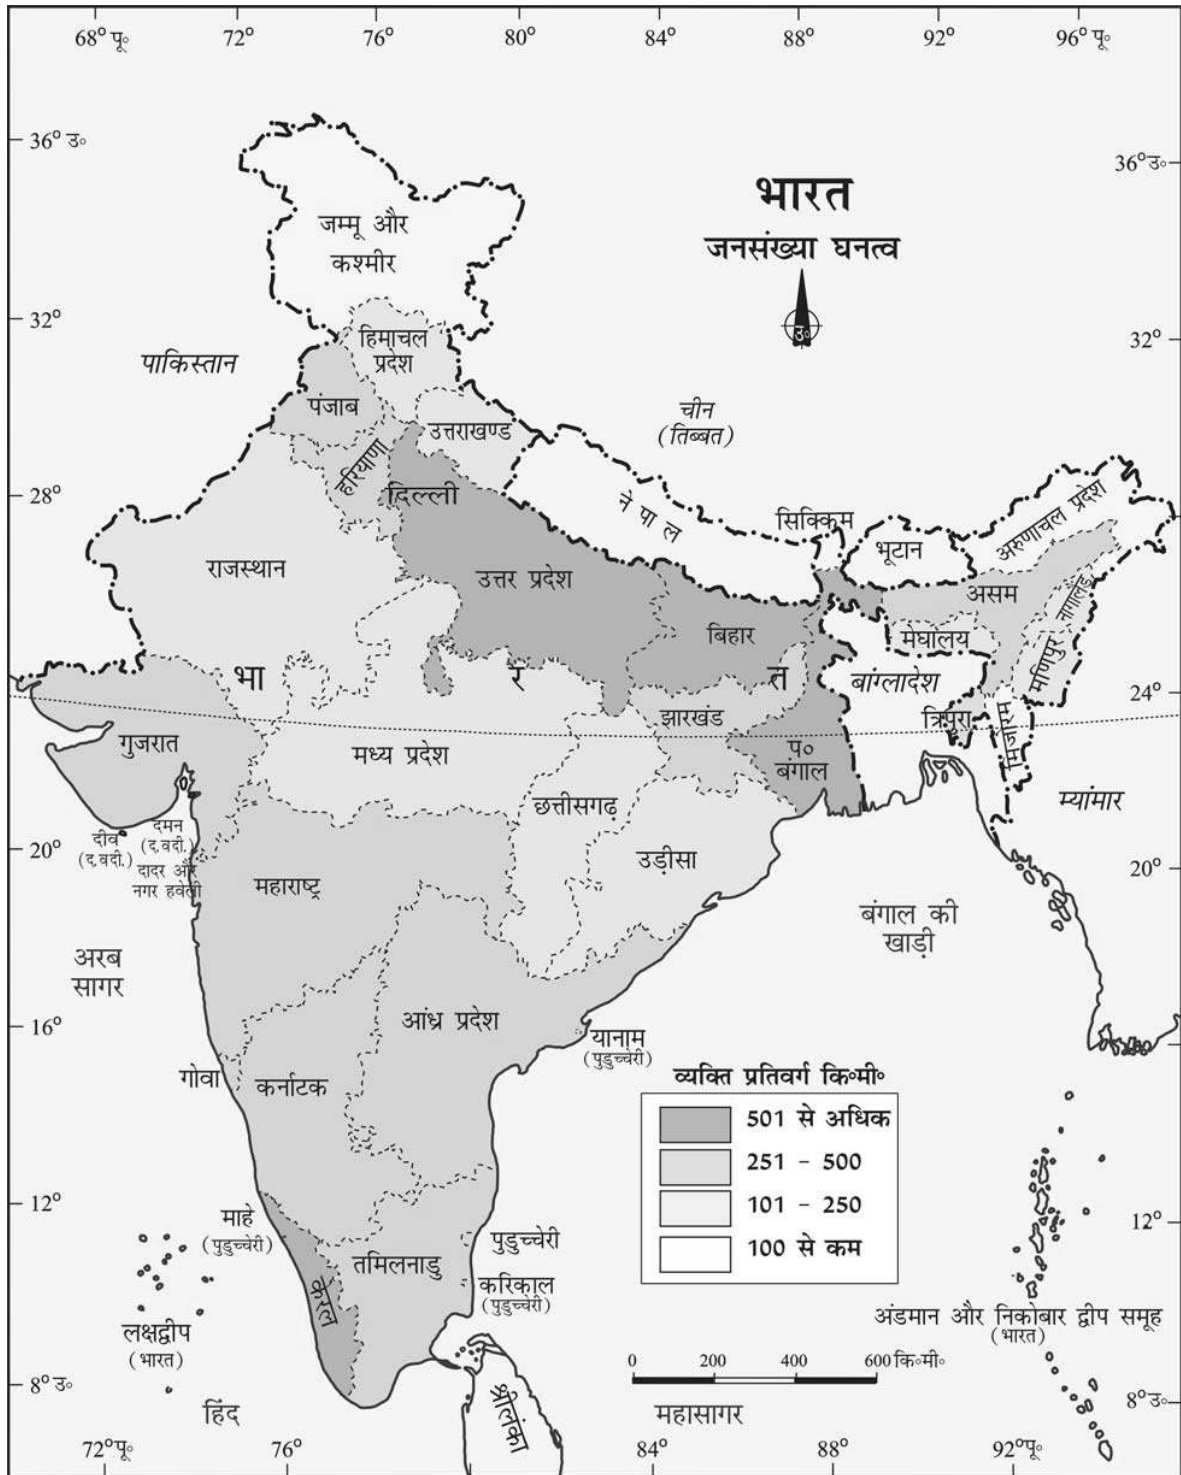 68° पू॰ 72° 76° 80° 84° 88° 92° 96° पू॰
36° उ॰
36° उ॰
भारत
जनसंख्या घनत्व
उ॰
जम्मू और
कश्मीर
32°
32°
हिमाचल
प्रदेश
पाकिस्तान
पंजाब
चीन
(तिब्बत)
उत्तराखण्ड
हरियाणा
दिल्ली
28°
नेपाल
सिक्किम
भूटान
अरुणाचल प्रदेश
राजस्थान
उत्तर प्रदेश
असम
नागालैंड
बिहार
मेघालय
मणिपुर
भा र त
बांग्लादेश
24°
झारखंड
त्रिपुरा
मिजोरम
गुजरात
मध्य प्रदेश
प०
बंगाल
छत्तीसगढ़
म्यांमार
दीव
(द.वदी.)
दमन
(द.वदी.)
20°
20°
दादर और
नगर हवेली
महाराष्ट्र
उड़ीसा
बंगाल की
खाड़ी
अरब
सागर
16°
आंध्र प्रदेश
यानाम
(पुडुच्चेरी)
गोवा
कर्नाटक
व्यक्ति प्रतिवर्ग कि॰मी॰
501 से अधिक
251 - 500
101 - 250
100 से कम
12°
12°
माहे
(पुडुच्चेरी)
पुडुच्चेरी
तमिलनाडु
करिकाल
(पुडुच्चेरी)
केरल
लक्षद्वीप
(भारत)
अंडमान और निकोबार द्वीप समूह
(भारत)
0 200 400 600 कि॰मी॰
8° उ॰
8° उ॰
हिंद
श्रीलंका
महासागर
72° पू॰ 76° 84° 88° 92° पू॰